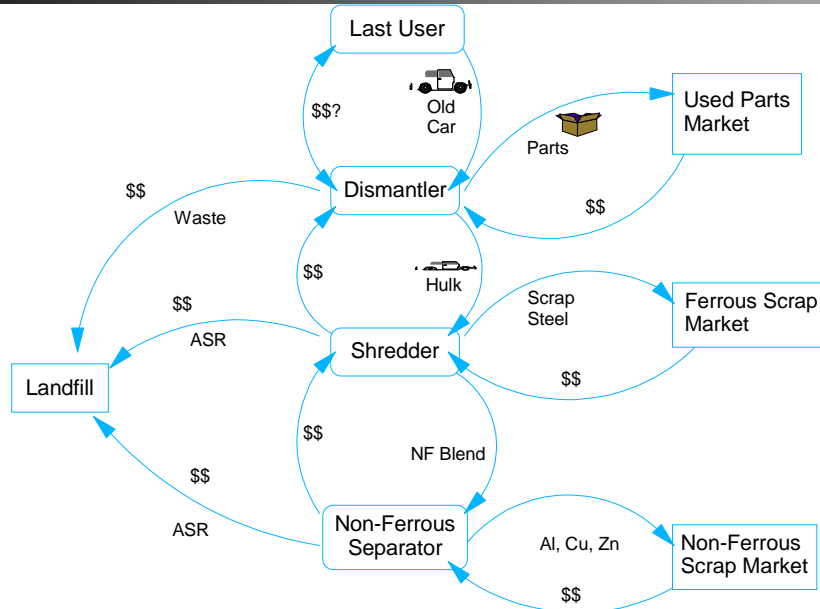 Last User
$$?
Old
Car
Used Parts
Market
Parts
Dismantler
$$
Waste
$$
$$
Hulk
Scrap
Steel
Ferrous Scrap
Market
$$
ASR
Shredder
$$
Landfill
$$
NF Blend
$$
ASR
Non-Ferrous
Separator
Al, Cu, Zn
Non-Ferrous
Scrap Market
$$